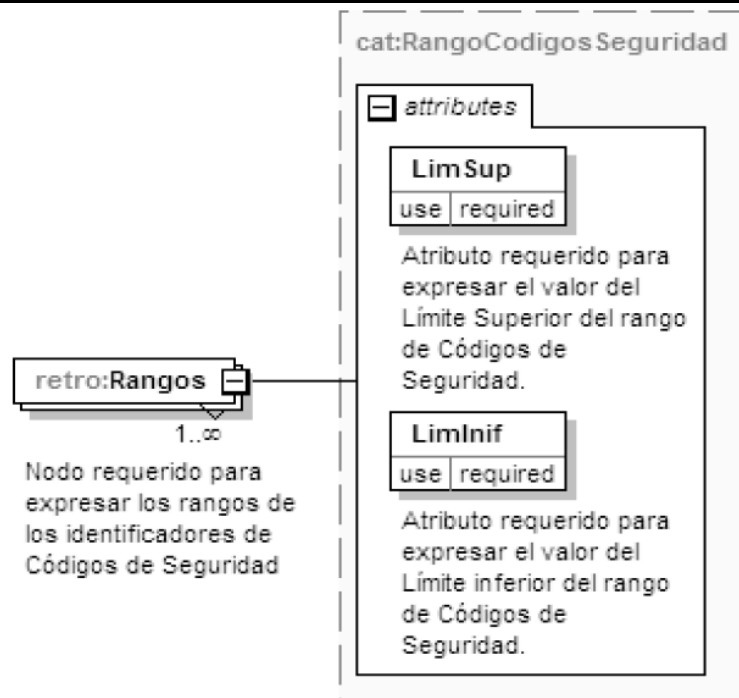 cat:RangoCodigosSeguridad
attributes
LimSup
use required
Atributo requerido para
expresar el valor del
Límite Superior del rango
de Códigos de
Seguridad.
retro:Rangos
1..∞
Nodo requerido para
expresar los rangos de
los identificadores de
Códigos de Seguridad
LimInif
use required
Atributo requerido para
expresar el valor del
Límite inferior del rango
de Códigos de
Seguridad.